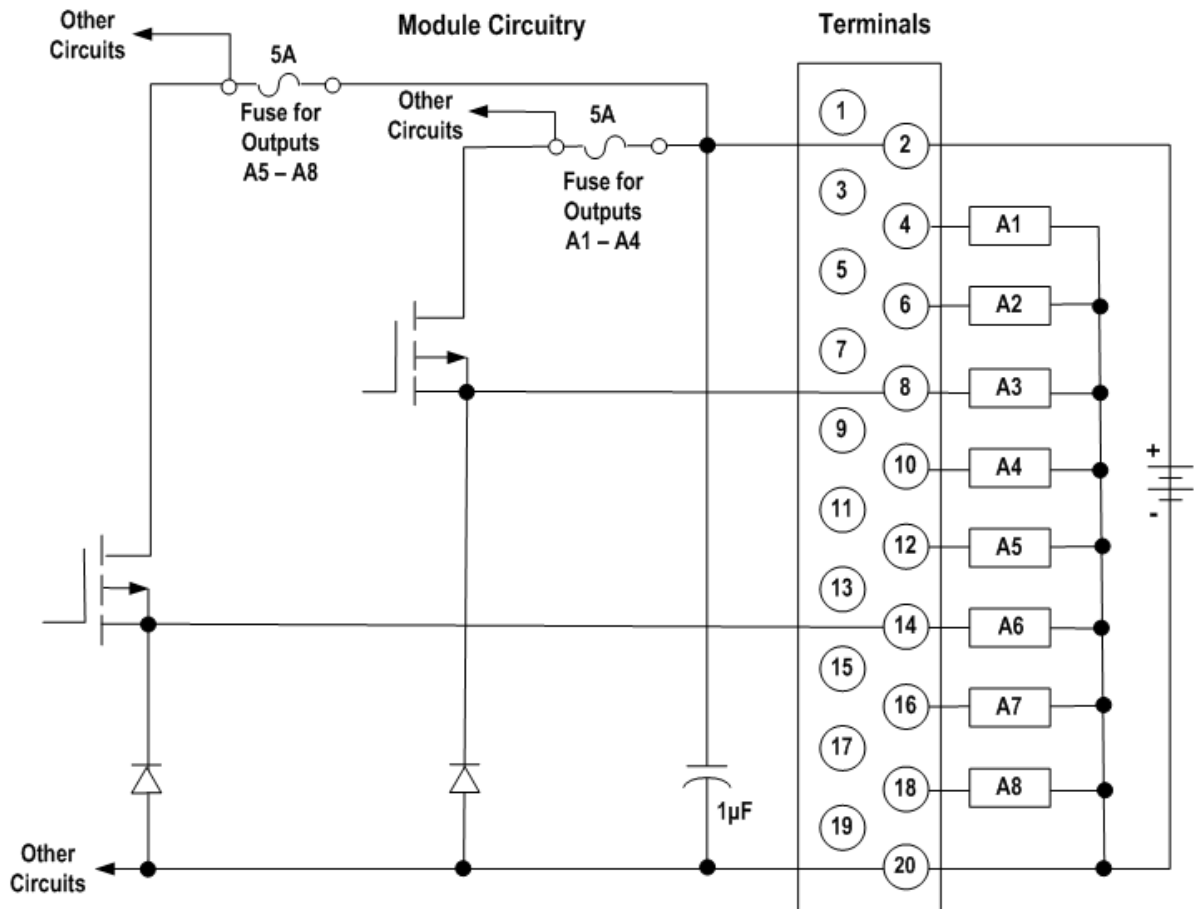 Module Circuitry
Terminals
Other
Circuits
5A
Fuse for
Outputs
A5 – A8
Other
Circuits
5A
Fuse for
Outputs
A1 – A4
1
2
3
4
A1
5
6
A2
7
8
A3
9
10
A4
+
-
11
12
A5
13
14
A6
15
16
A7
17
18
A8
1µF
19
20
Other
Circuits